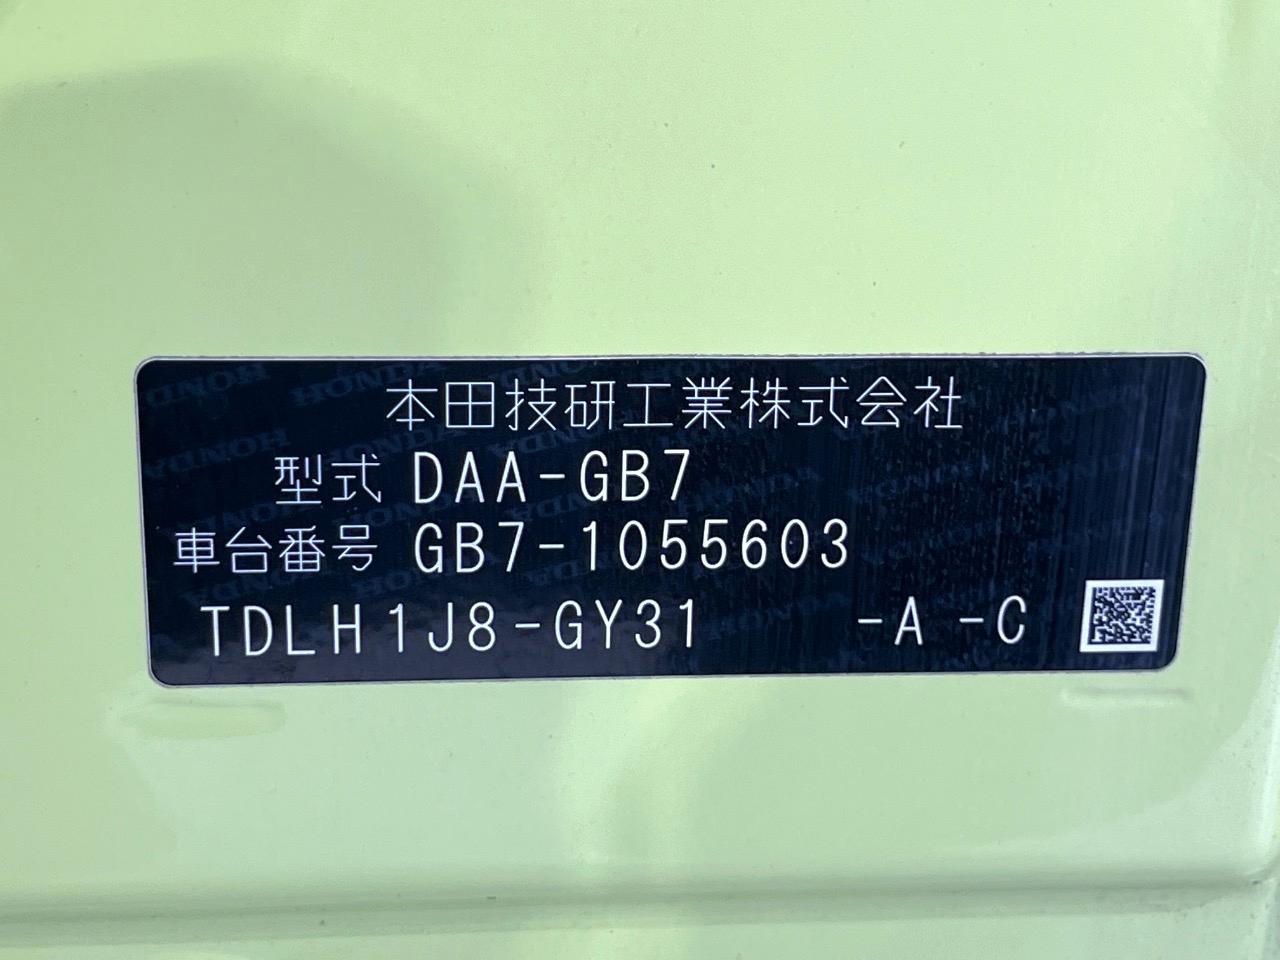 本田技研工業株式会社
型式 DAA-GB7
車台番号 GB7-1055603
TDLH1J8-GY31 -A -C